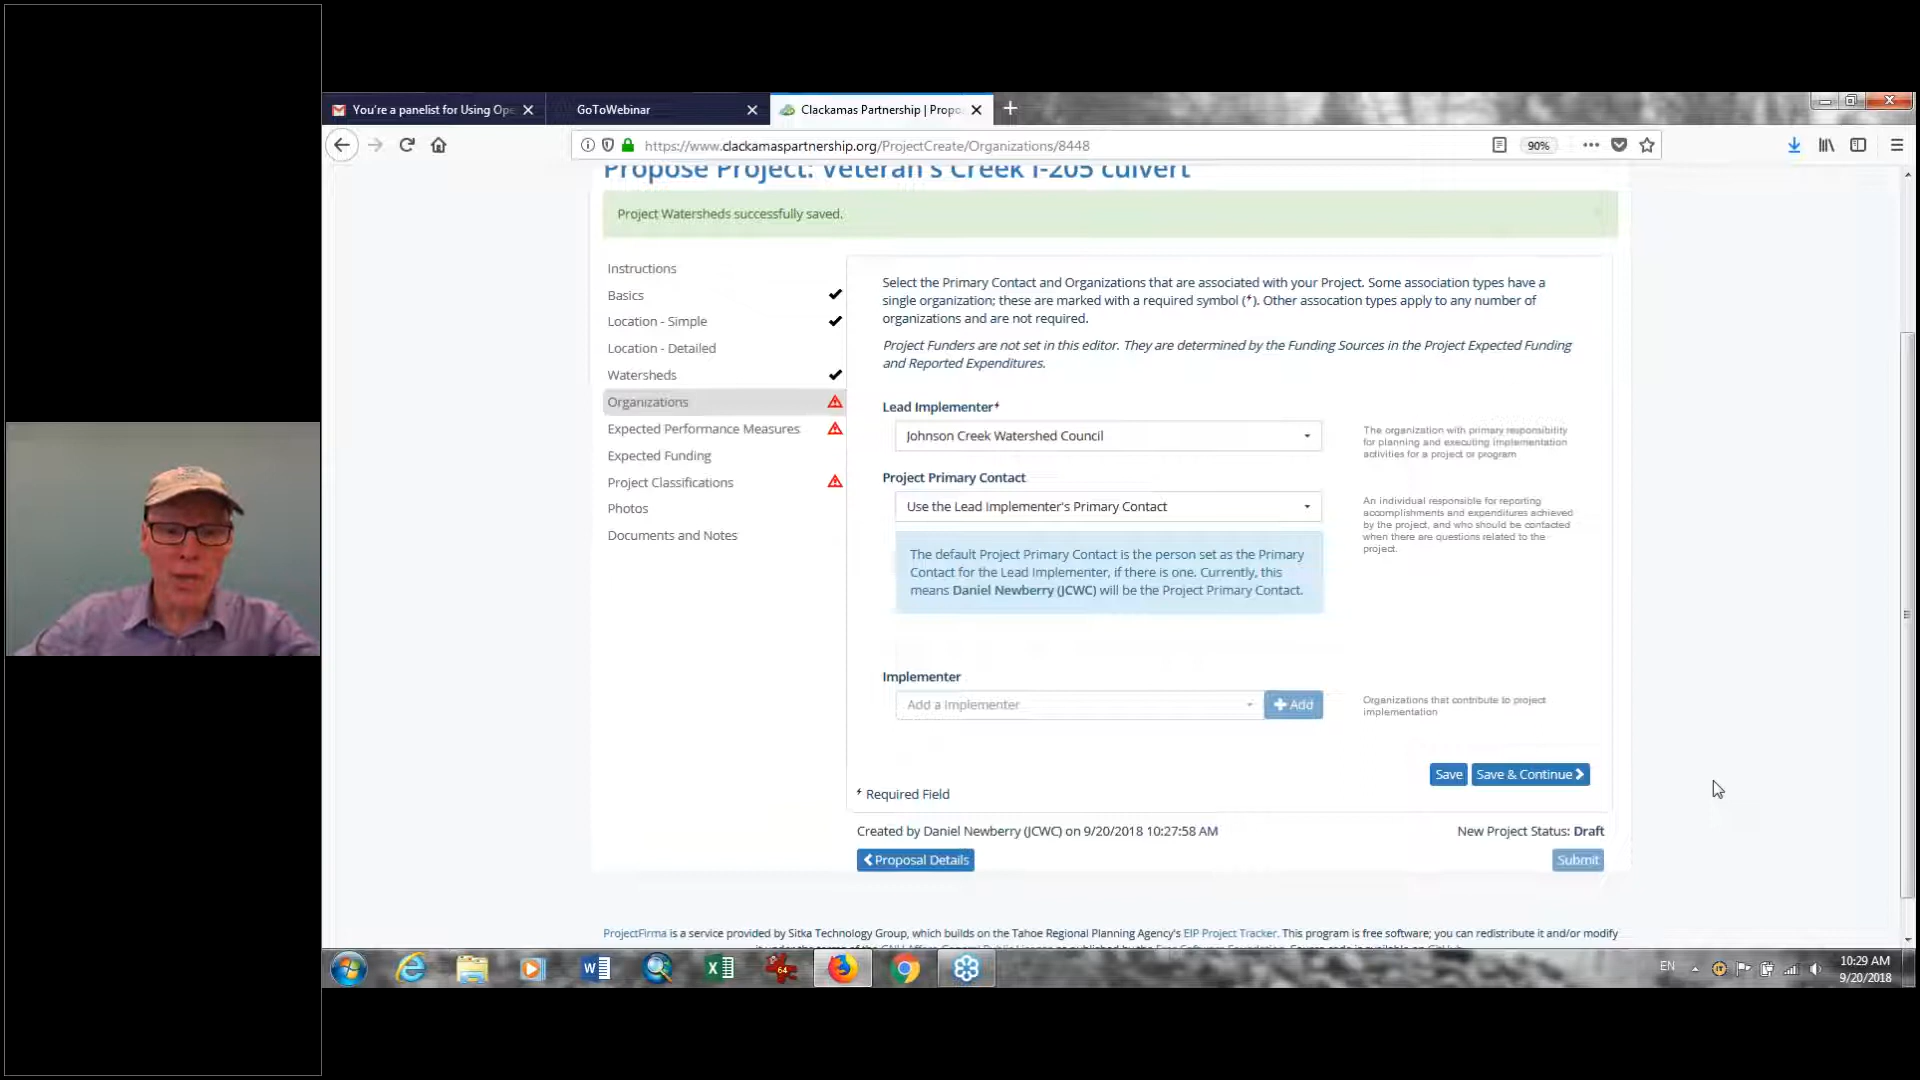 You're a panelist for Using Ope
GoToWebinar
Clackamas Partnership | Propo
https://www.clackamaspartnership.org/ProjectCreate/Organizations/8448
90%
Propose Project: Veteran's Creek I-205 culvert
Project Watersheds successfully saved.
Instructions
Basics
Location - Simple
Location - Detailed
Watersheds
Organizations
Expected Performance Measures
Expected Funding
Project Classifications
Photos
Documents and Notes
Select the Primary Contact and Organizations that are associated with your Project. Some association types have a
single organization; these are marked with a required symbol (*). Other assocation types apply to any number of
organizations and are not required.
Project Funders are not set in this editor. They are determined by the Funding Sources in the Project Expected Funding
and Reported Expenditures.
Lead Implementer*
Johnson Creek Watershed Council
The organization with primary responsibility
for planning and executing implementation
activities for a project or program
Project Primary Contact
Use the Lead Implementer's Primary Contact
An individual responsible for reporting
accomplishments and expenditures achieved
by the project, and who should be contacted
when there are questions related to the
project.
The default Project Primary Contact is the person set as the Primary
Contact for the Lead Implementer, if there is one. Currently, this
means Daniel Newberry (JCWC) will be the Project Primary Contact.
Implementer
Add a Implementer
Add
Organizations that contribute to project
implementation
Save
Save & Continue
* Required Field
Created by Daniel Newberry (JCWC) on 9/20/2018 10:27:58 AM
New Project Status: Draft
Proposal Details
Submit
ProjectFirma is a service provided by Sitka Technology Group, which builds on the Tahoe Regional Planning Agency's EIP Project Tracker. This program is free software; you can redistribute it and/or modify
64
EN
10:29 AM
9/20/2018